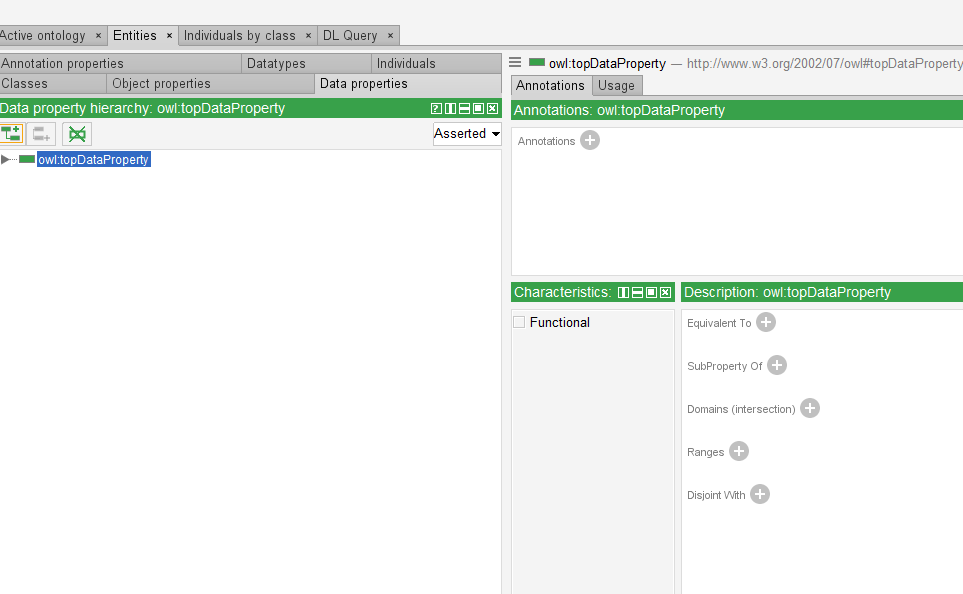 Active ontology × Entities × Individuals by class × DL Query ×
Annotation properties Datatypes Individuals
Classes Object properties Data properties
Data property hierarchy: owl:topDataProperty
Asserted
owl:topDataProperty
owl:topDataProperty — http://www.w3.org/2002/07/owl#topDataProperty
Annotations Usage
Annotations: owl:topDataProperty
Annotations
Characteristics:
Functional
Description: owl:topDataProperty
Equivalent To
SubProperty Of
Domains (intersection)
Ranges
Disjoint With